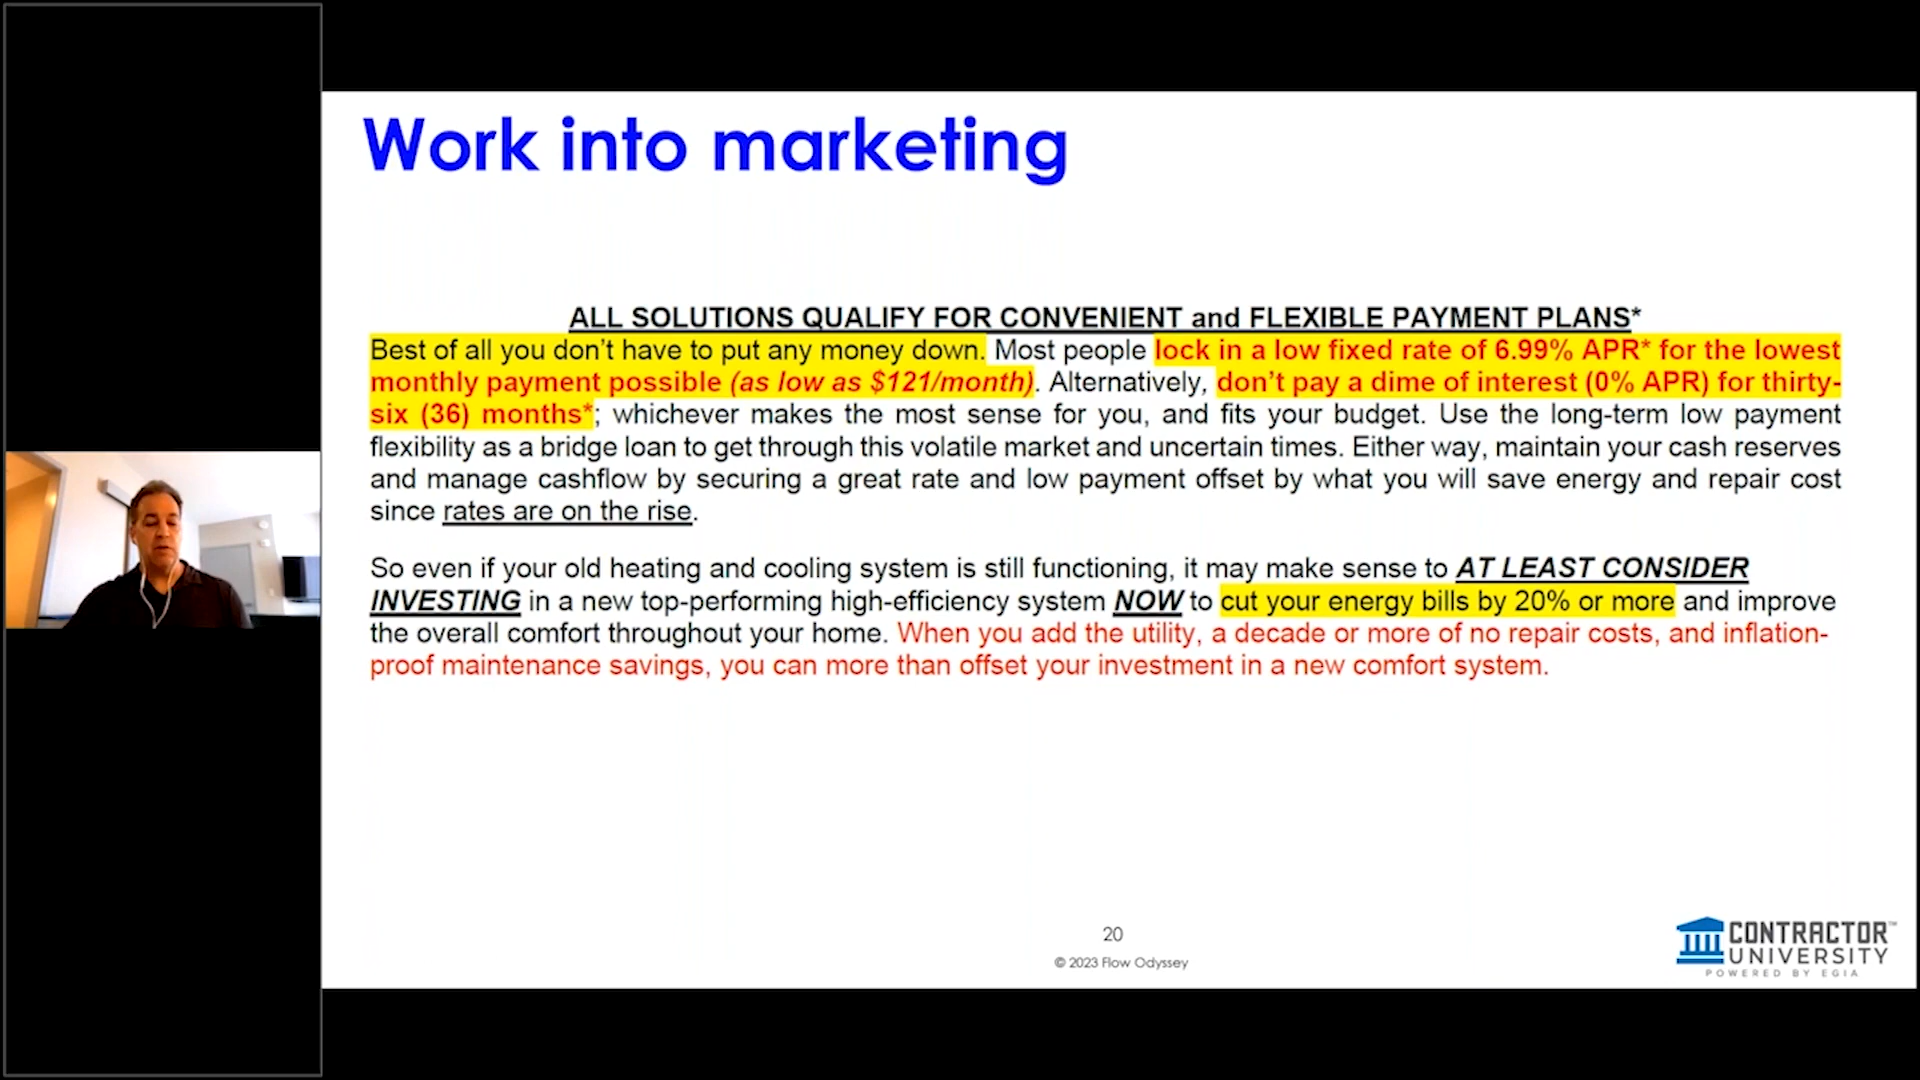 Work into marketing
ALL SOLUTIONS QUALIFY FOR CONVENIENT and FLEXIBLE PAYMENT PLANS*
Best of all you don’t have to put any money down. Most people lock in a low fixed rate of 6.99% APR* for the lowest
monthly payment possible (as low as $121/month). Alternatively, don’t pay a dime of interest (0% APR) for thirty-
six (36) months*; whichever makes the most sense for you, and fits your budget. Use the long-term low payment
flexibility as a bridge loan to get through this volatile market and uncertain times. Either way, maintain your cash reserves
and manage cashflow by securing a great rate and low payment offset by what you will save energy and repair cost
since rates are on the rise.
So even if your old heating and cooling system is still functioning, it may make sense to AT LEAST CONSIDER
INVESTING in a new top-performing high-efficiency system NOW to cut your energy bills by 20% or more and improve
the overall comfort throughout your home. When you add the utility, a decade or more of no repair costs, and inflation-
proof maintenance savings, you can more than offset your investment in a new comfort system.
20
© 2023 Flow Odyssey
CONTRACTOR™
UNIVERSITY
POWERED BY EGIA